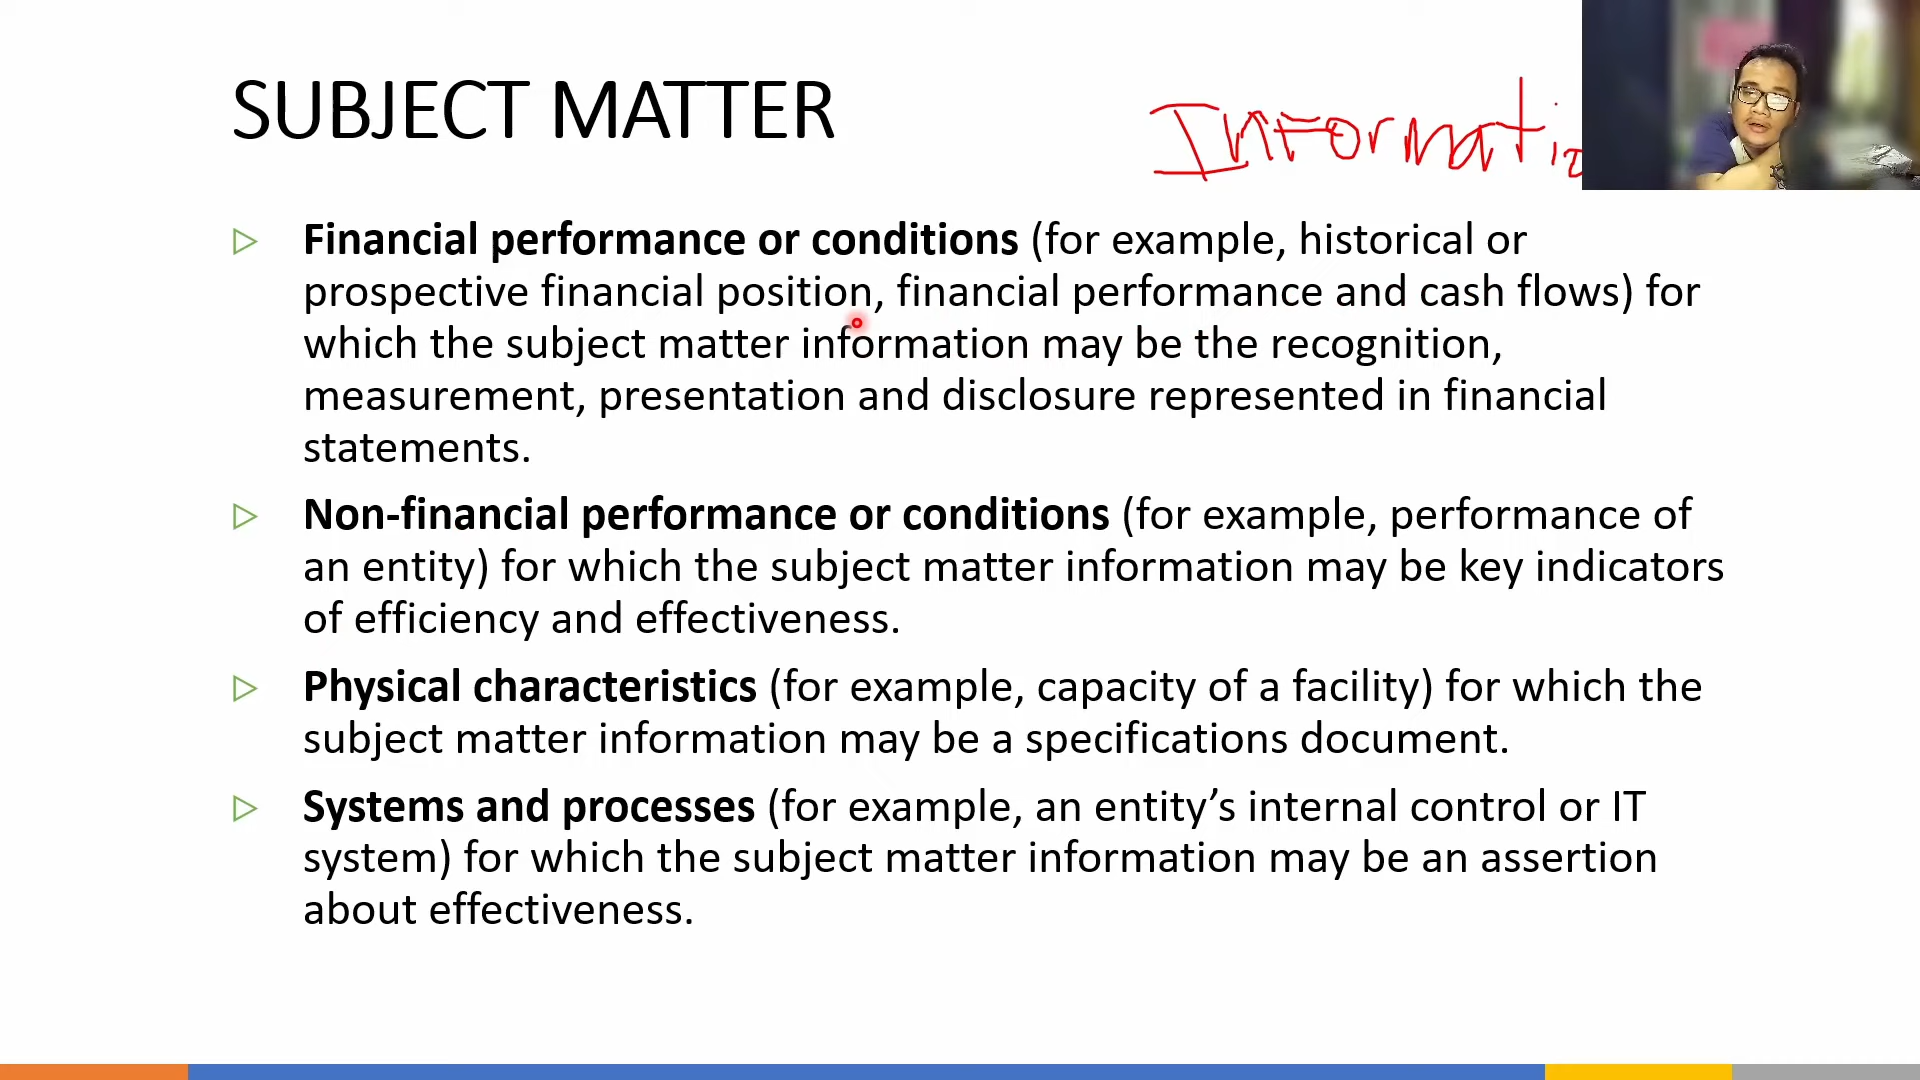 SUBJECT MATTER
Informatio
Financial performance or conditions (for example, historical or
prospective financial position, financial performance and cash flows) for
which the subject matter information may be the recognition,
measurement, presentation and disclosure represented in financial
statements.
Non-financial performance or conditions (for example, performance of
an entity) for which the subject matter information may be key indicators
of efficiency and effectiveness.
Physical characteristics (for example, capacity of a facility) for which the
subject matter information may be a specifications document.
Systems and processes (for example, an entity’s internal control or IT
system) for which the subject matter information may be an assertion
about effectiveness.